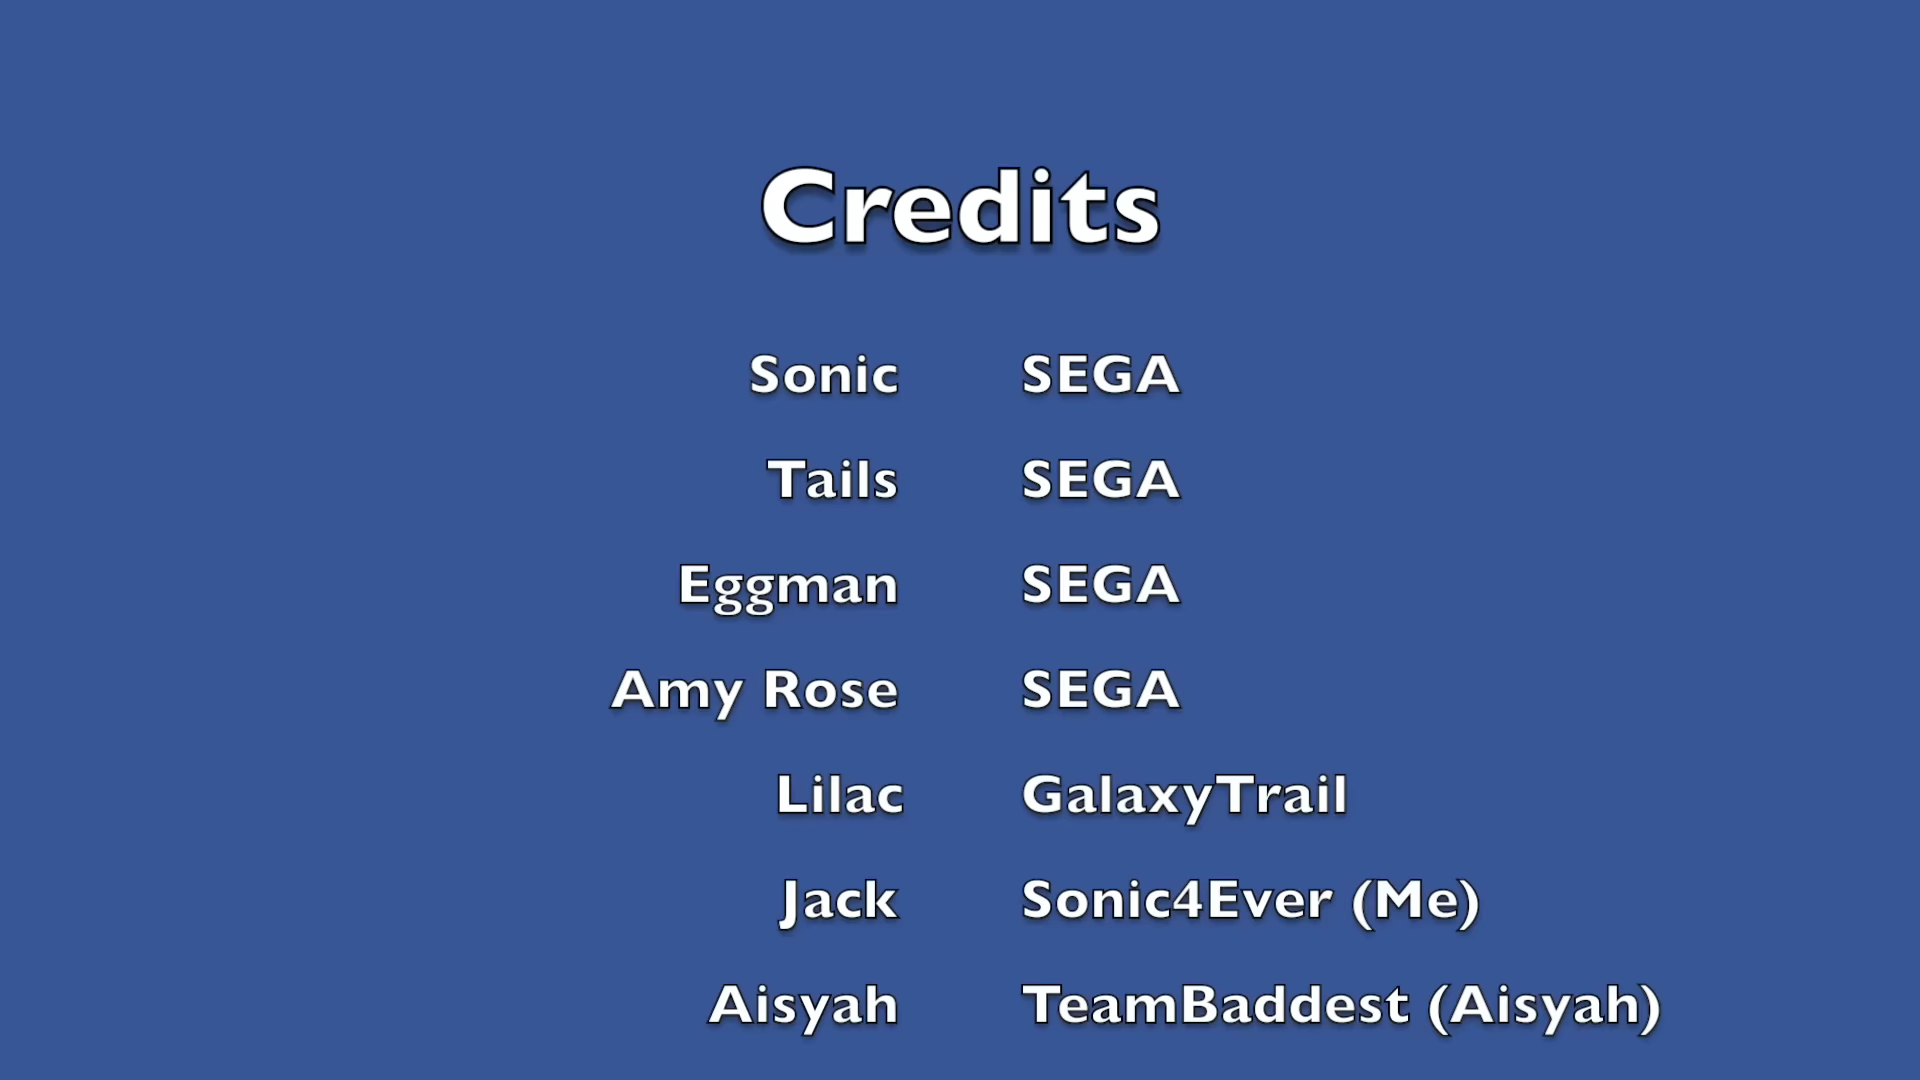 Credits
Sonic SEGA
Tails SEGA
Eggman SEGA
Amy Rose SEGA
Lilac GalaxyTrail
Jack Sonic4Ever (Me)
Aisyah TeamBaddest (Aisyah)